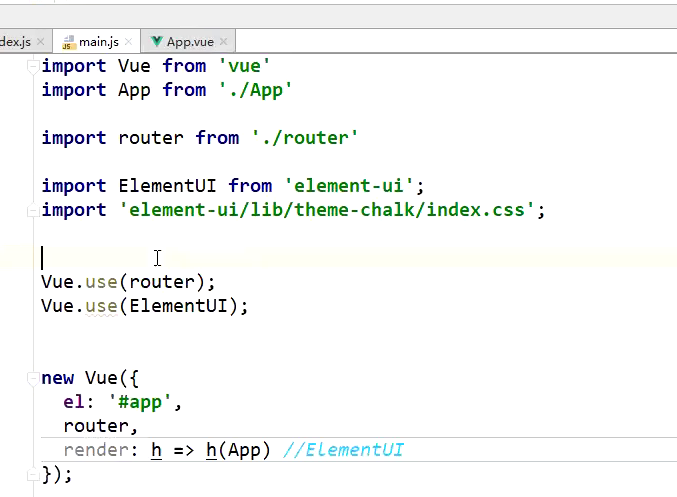 dex.js main.js App.vue
import Vue from 'vue'
import App from './App'
import router from './router'
import ElementUI from 'element-ui';
import 'element-ui/lib/theme-chalk/index.css';
Vue.use(router);
Vue.use(ElementUI);
new Vue({
  el: '#app',
  router,
  render: h => h(App) //ElementUI
});